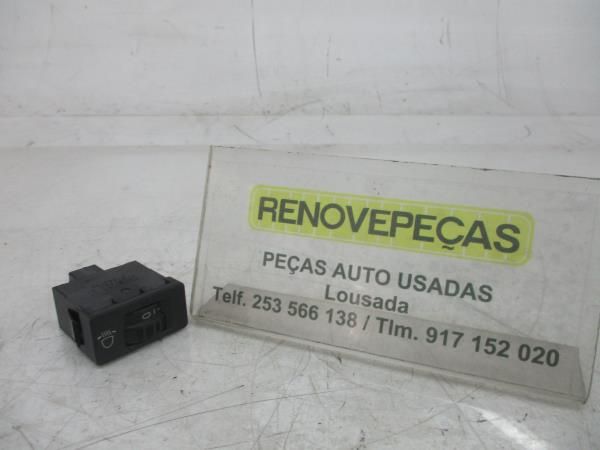 RENOVEPEÇAS
PEÇAS AUTO USADAS
Lousada
Telf. 253 566 138 / Tlm. 917 152 020